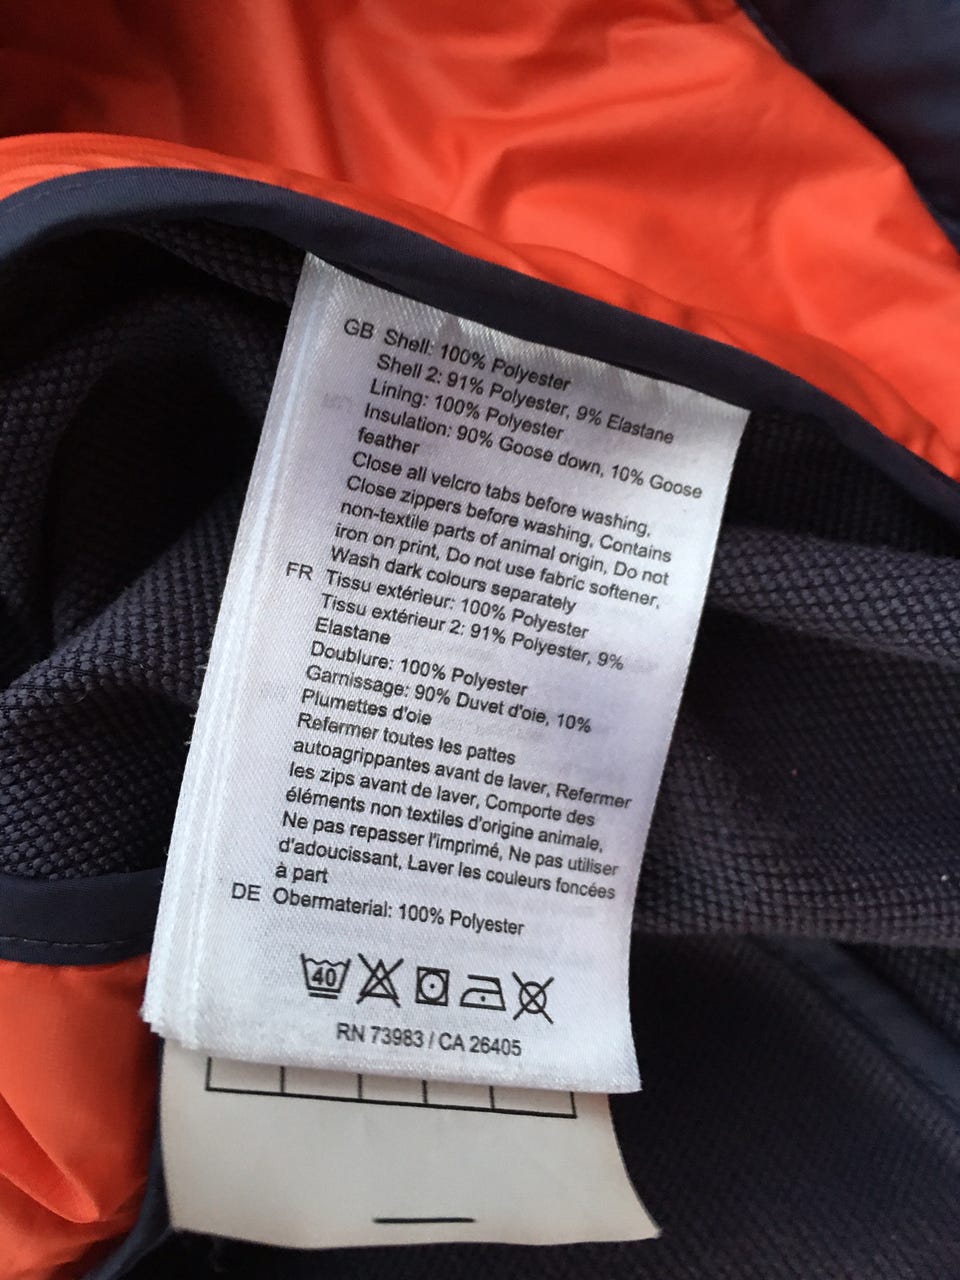 GB Shell: 100% Polyester
Shell 2: 91% Polyester, 9% Elastane
Lining: 100% Polyester
Insulation: 90% Goose down, 10% Goose
feather
Close all velcro tabs before washing,
Close zippers before washing, Contains
non-textile parts of animal origin, Do not
iron on print, Do not use fabric softener,
Wash dark colours separately
FR Tissu extérieur: 100% Polyester
Tissu extérieur 2: 91% Polyester, 9%
Elastane
Doublure: 100% Polyester
Garnissage: 90% Duvet d'oie, 10%
Plumettes d'oie
Refermer toutes les pattes
autoagrippantes avant de laver, Refermer
les zips avant de laver, Comporte des
éléments non textiles d'origine animale,
Ne pas repasser l'imprimé, Ne pas utiliser
d'adoucissant, Laver les couleurs foncées
à part
DE Obermaterial: 100% Polyester
40
RN 73983 / CA 26405